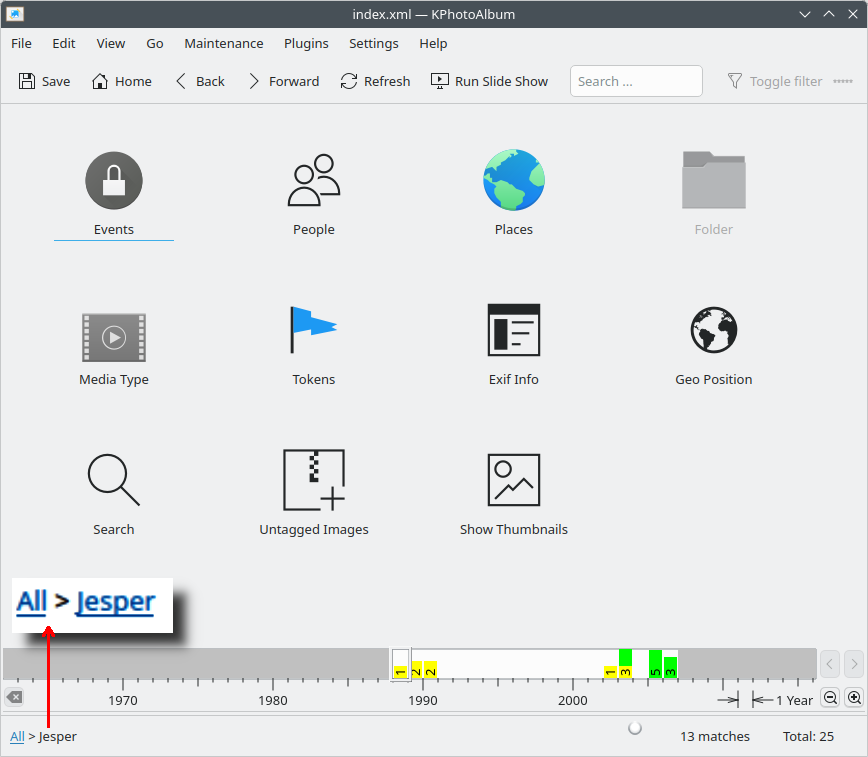 index.xml — KPhotoAlbum
File Edit View Go Maintenance Plugins Settings Help
Save Home Back Forward Refresh Run Slide Show Search ... Toggle filter
Events People Places Folder
Media Type Tokens Exif Info Geo Position
Search Untagged Images Show Thumbnails
All > Jesper
1 2 2 1 3 5 3
1970 1980 1990 2000 1 Year
All > Jesper 13 matches Total: 25